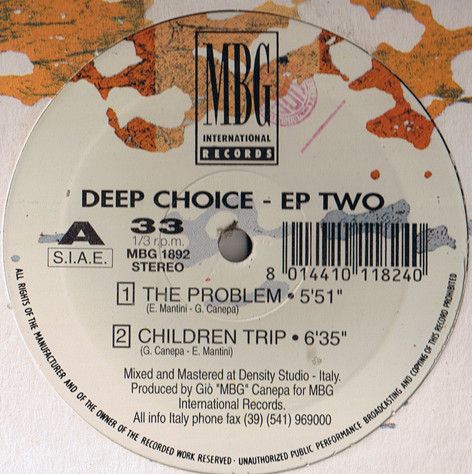 MBG
INTERNATIONAL
RECORDS
DEEP CHOICE - EP TWO
A
S.I.A.E.
33
1/3 r.p.m.
MBG 1892
STEREO
8 014410 118240
1 THE PROBLEM • 5'51"
(E. Mantini - G. Canepa)
2 CHILDREN TRIP • 6'35"
(G. Canepa - E. Mantini)
Mixed and Mastered at Density Studio - Italy.
Produced by Giò "MBG" Canepa for MBG
International Records.
All info Italy phone fax (39) (541) 969000
ALL RIGHTS OF THE MANUFACTURER AND OF THE OWNER OF THE RECORDED WORK RESERVED · UNAUTHORIZED PUBLIC PERFORMANCE BROADCASTING AND COPYING OF THIS RECORD PROHIBITED